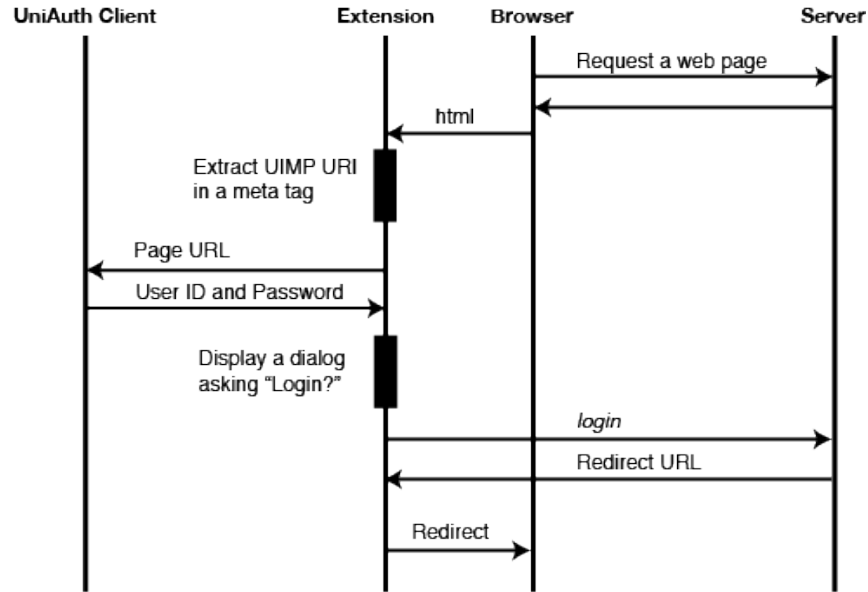 UniAuth Client Extension Browser Server
Request a web page
html
Extract UIMP URI
in a meta tag
Page URL
User ID and Password
Display a dialog
asking “Login?”
login
Redirect URL
Redirect